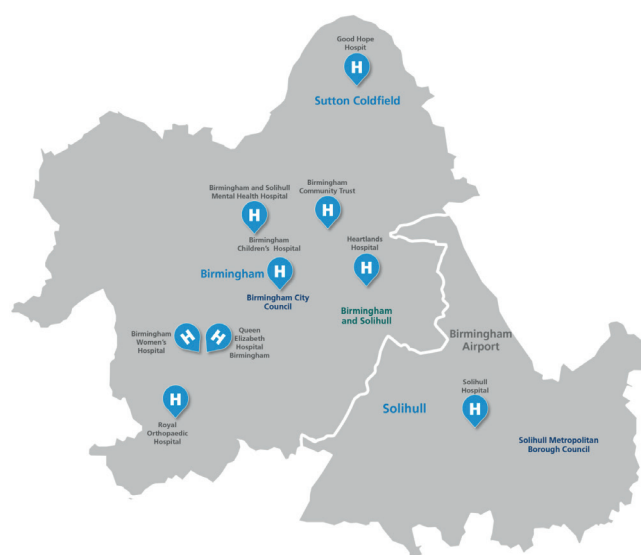 Good Hope
Hospit
H
Sutton Coldfield
Birmingham and Solihull
Mental Health Hospital
H
Birmingham
Community Trust
H
Birmingham
Children's Hospital
Heartlands
Hospital
H
Birmingham
H
Birmingham City
Council
Birmingham
and Solihull
Birmingham
Women's
Hospital
H
H
Queen
Elizabeth
Hospital
Birmingham
Birmingham
Airport
H
Royal
Orthopaedic
Hospital
Solihull
Solihull
Hospital
H
Solihull Metropolitan
Borough Council